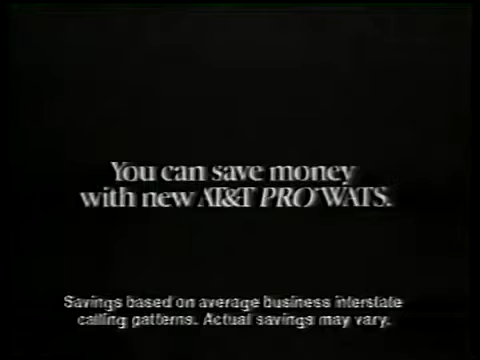 You can save money
with new AT&T PRO WATS.
Savings based on average business interstate
calling patterns. Actual savings may vary.